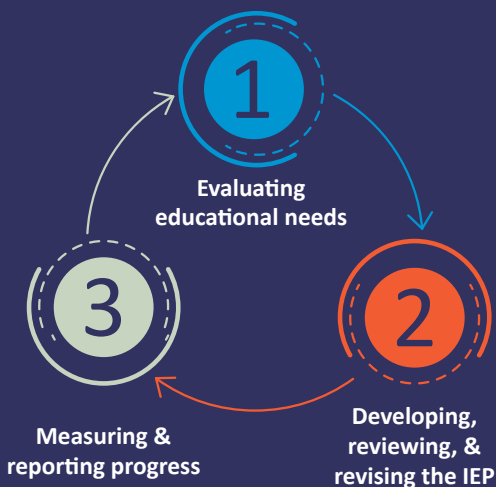 1
Evaluating
educational needs
2
Developing,
reviewing, &
revising the IEP
3
Measuring &
reporting progress